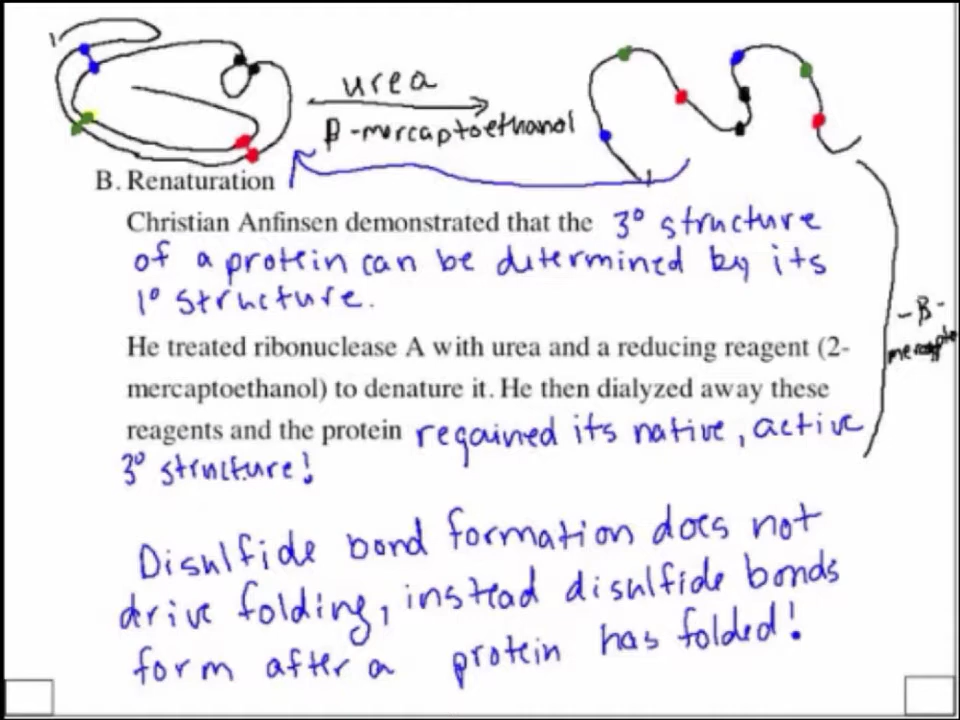 urea
β-mercaptoethanol
B. Renaturation
Christian Anfinsen demonstrated that the 3° structure
of a protein can be determined by its
1° structure.
He treated ribonuclease A with urea and a reducing reagent (2-
mercaptoethanol) to denature it. He then dialyzed away these
reagents and the protein regained its native, active
3° structure!
-β-
Disulfide bond formation does not
drive folding, instead disulfide bonds
form after a protein has folded!